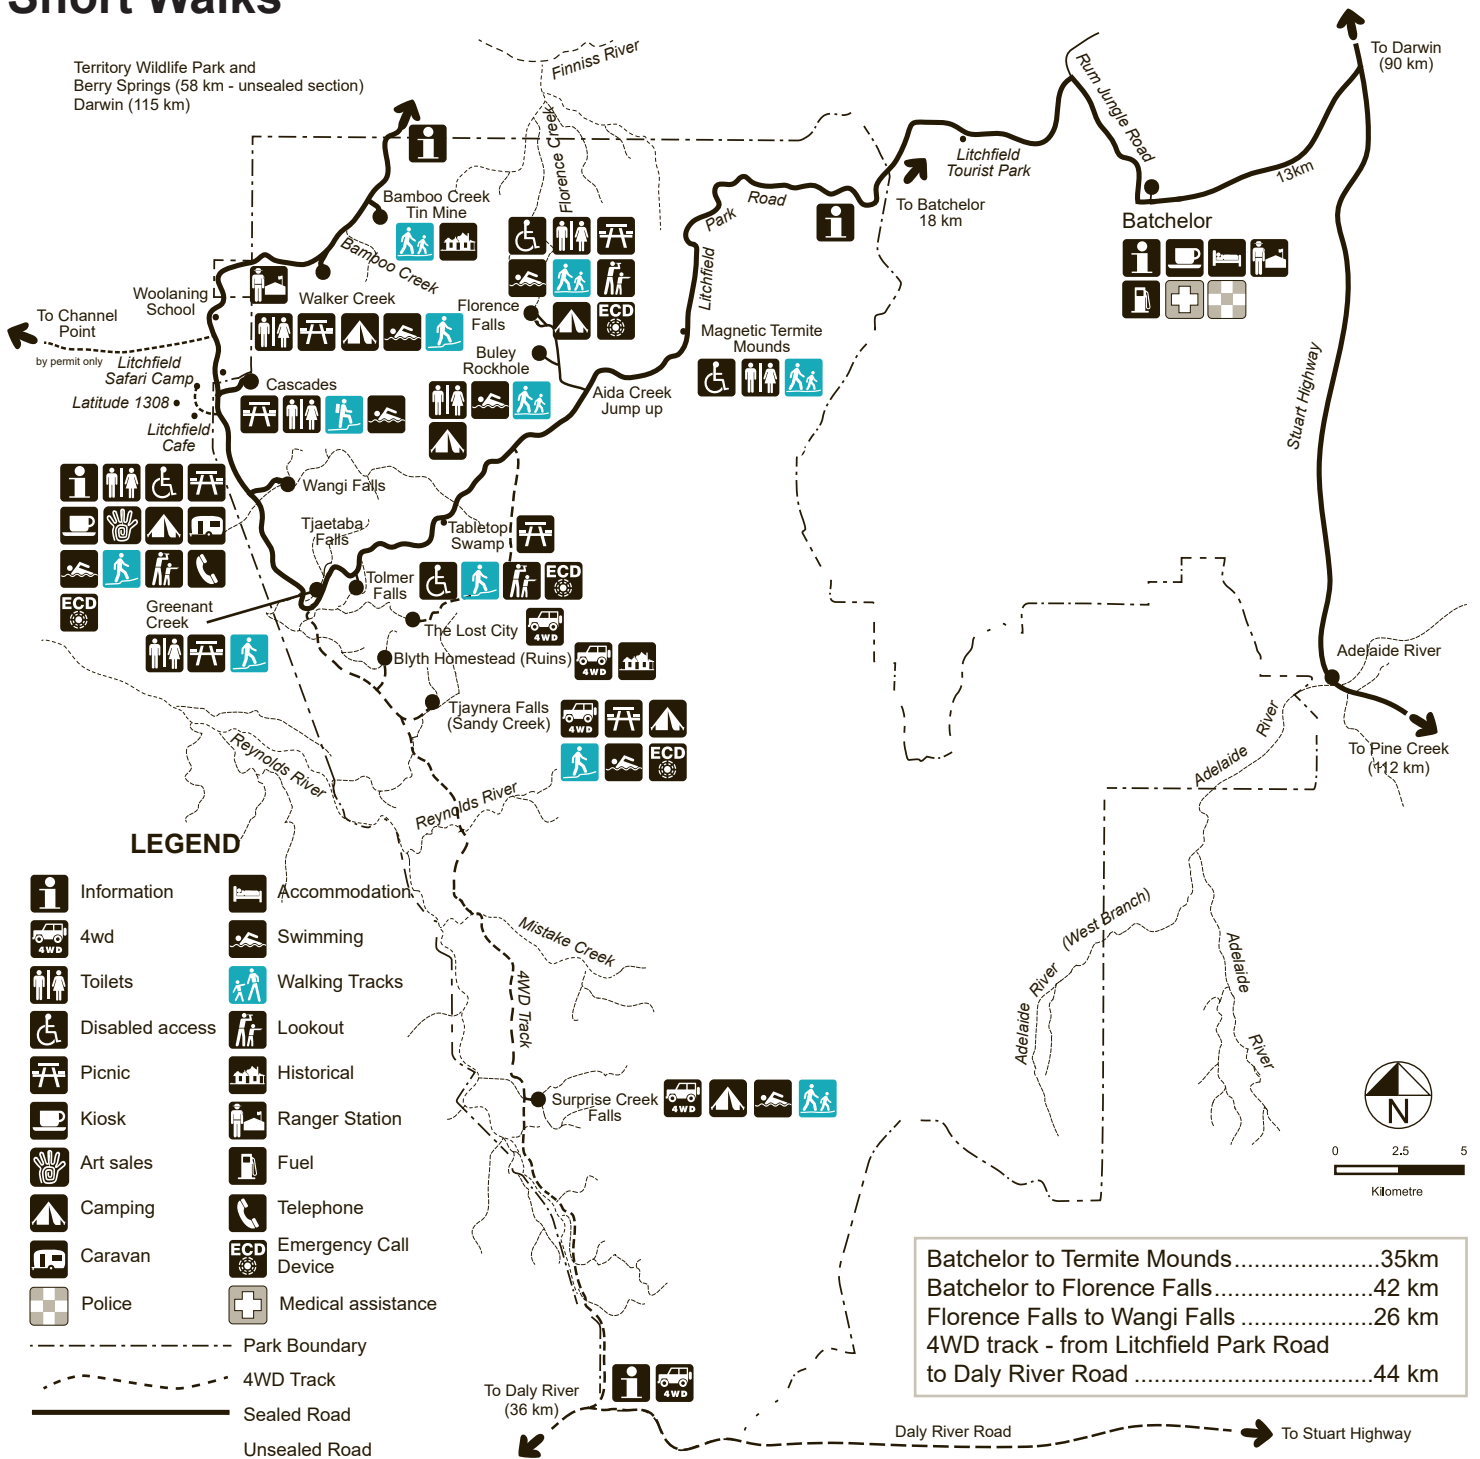 Short Walks
Territory Wildlife Park and
Berry Springs (58 km - unsealed section)
Darwin (115 km)
Finniss River
Florence Creek
To Darwin
(90 km)
Rum Jungle Road
Litchfield
Tourist Park
13km
To Batchelor
18 km
Batchelor
Bamboo Creek
Tin Mine
Bamboo Creek
Park
Road
Litchfield
Woolaning
School
Walker Creek
To Channel
Point
by permit only
Litchfield
Safari Camp
Latitude 1308
Litchfield
Cafe
Cascades
Florence
Falls
ECD
Buley
Rockhole
Aida Creek
Jump up
Magnetic Termite
Mounds
Stuart Highway
Wangi Falls
Tjaetaba
Falls
Tabletop
Swamp
Tolmer
Falls
ECD
ECD
Greenant
Creek
The Lost City
4WD
Blyth Homestead (Ruins)
4WD
Tjaynera Falls
(Sandy Creek)
4WD
ECD
Adelaide River
Adelaide
River
To Pine Creek
(112 km)
Reynolds River
Reynolds River
Mistake Creek
4WD Track
Adelaide
River
(West Branch)
Adelaide
River
Surprise Creek
Falls
4WD
LEGEND
Information
Accommodation
4WD
4wd
Swimming
Toilets
Walking Tracks
Disabled access
Lookout
Picnic
Historical
Kiosk
Ranger Station
Art sales
Fuel
Camping
Telephone
Caravan
ECD
Emergency Call
Device
Police
Medical assistance
Park Boundary
4WD Track
Sealed Road
Unsealed Road
N
0 2.5 5
Kilometre
Batchelor to Termite Mounds.....................35km
Batchelor to Florence Falls.......................42 km
Florence Falls to Wangi Falls ...................26 km
4WD track - from Litchfield Park Road
to Daly River Road ..................................44 km
4WD
To Daly River
(36 km)
Daly River Road
To Stuart Highway